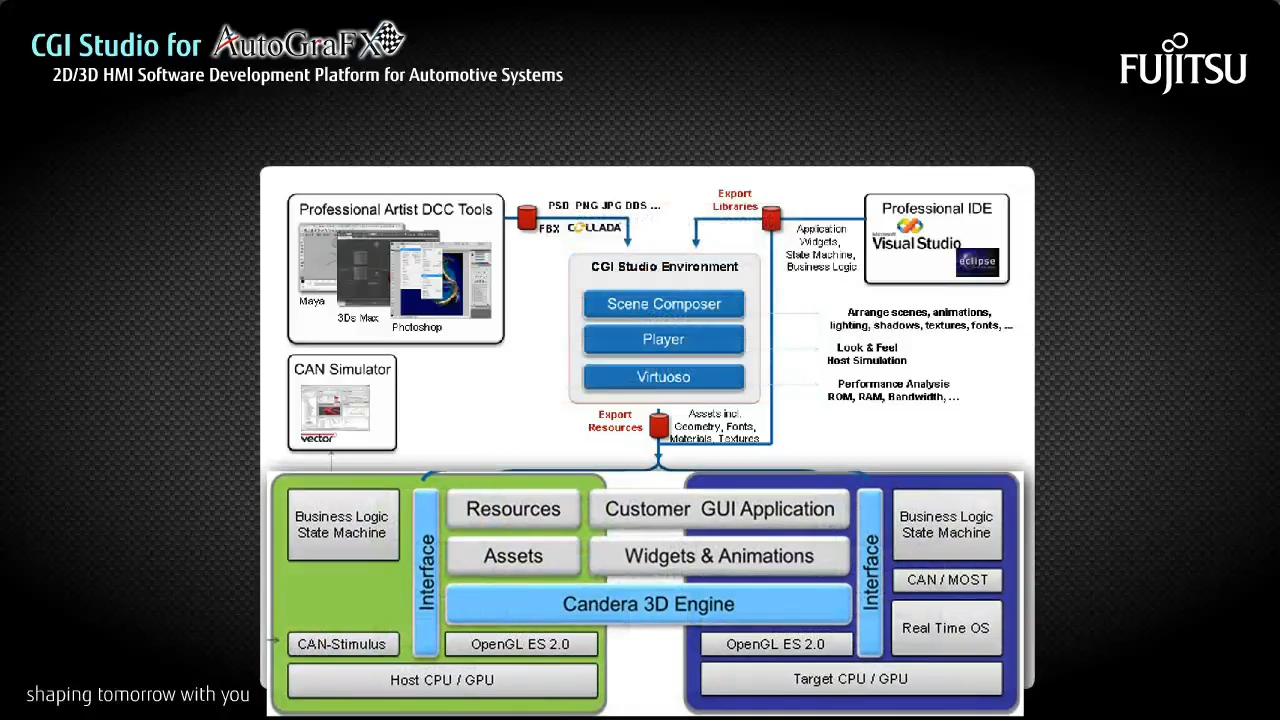 CGI Studio for AutoGraFX
2D/3D HMI Software Development Platform for Automotive Systems
FUJITSU
Professional Artist DCC Tools
Maya
3Ds Max
Photoshop
PSD PNG JPG DDS ...
FBX COLLADA
Export
Libraries
Application
Widgets,
State Machine,
Business Logic
Professional IDE
Microsoft
Visual Studio
eclipse
CGI Studio Environment
Scene Composer
Player
Virtuoso
Arrange scenes, animations,
lighting, shadows, textures, fonts, ...
Look & Feel
Host Simulation
Performance Analysis
ROM, RAM, Bandwidth, ...
CAN Simulator
vector
Export
Resources
Assets incl.
Geometry, Fonts,
Materials, Textures
Business Logic
State Machine
CAN-Stimulus
Interface
Resources
Customer GUI Application
Assets
Widgets & Animations
Candera 3D Engine
OpenGL ES 2.0
OpenGL ES 2.0
Interface
Business Logic
State Machine
CAN / MOST
Real Time OS
Host CPU / GPU
Target CPU / GPU
shaping tomorrow with you